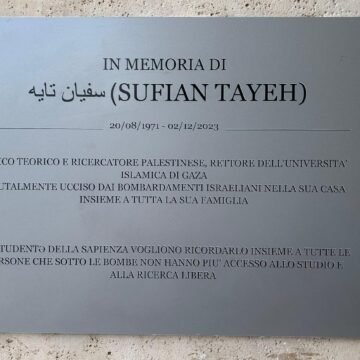 IN MEMORIA DI
سفيان تايه (SUFIAN TAYEH)
20/08/1971 - 02/12/2023
TEORICO E RICERCATORE PALESTINESE, RETTORE DELL'UNIVERSITA'
ISLAMICA DI GAZA
UCCISO DAI BOMBARDAMENTI ISRAELIANI NELLA SUA CASA
INSIEME A TUTTA LA SUA FAMIGLIA
DELLA SAPIENZA VOGLIONO RICORDARLO INSIEME A TUTTE LE
CHE SOTTO LE BOMBE NON HANNO PIU' ACCESSO ALLO STUDIO E
ALLA RICERCA LIBERA